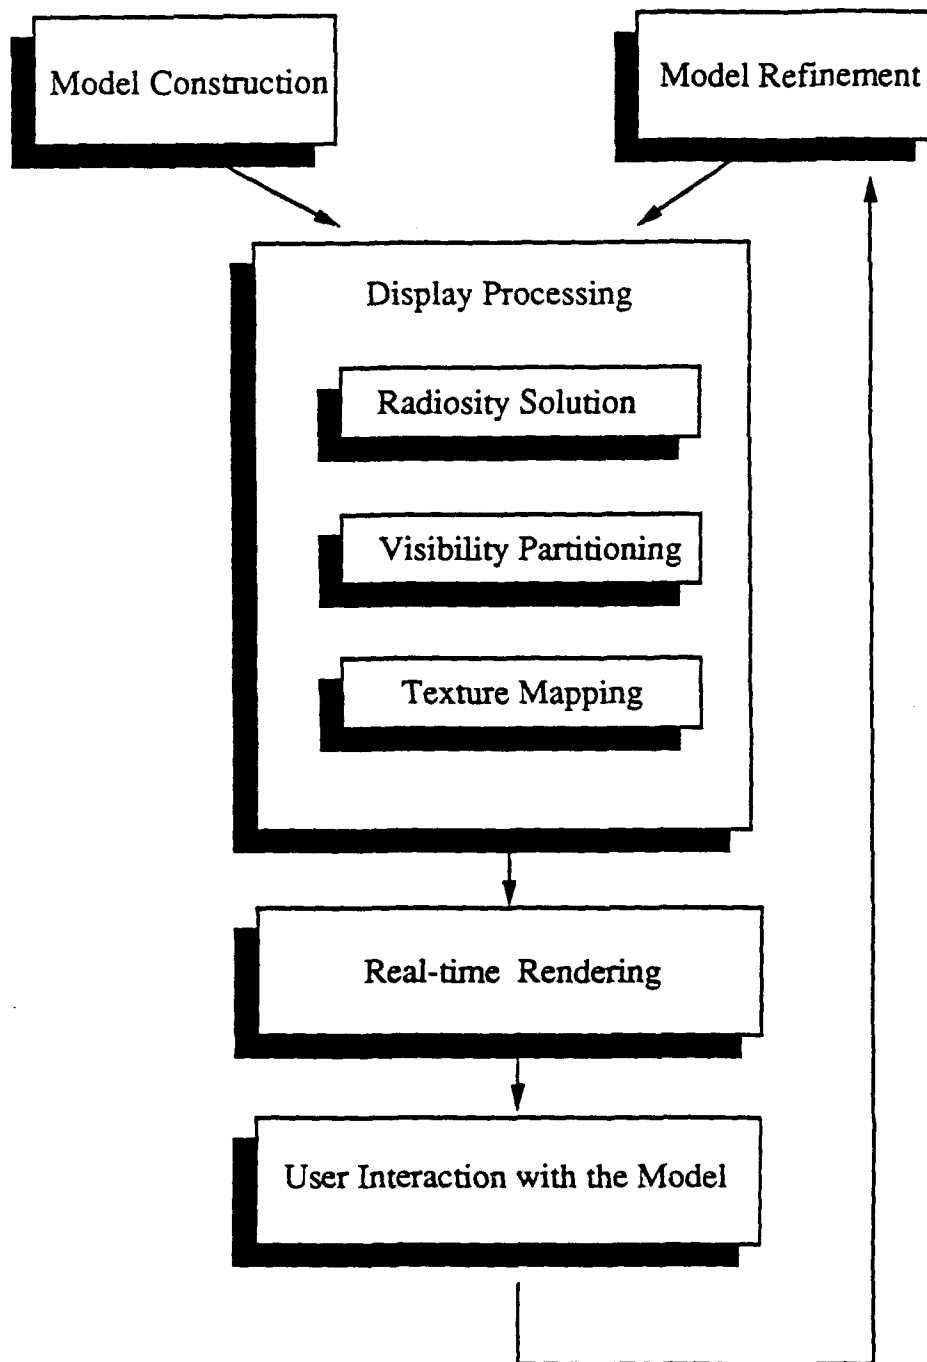 Model Construction
Model Refinement
Display Processing
Radiosity Solution
Visibility Partitioning
Texture Mapping
Real-time Rendering
User Interaction with the Model